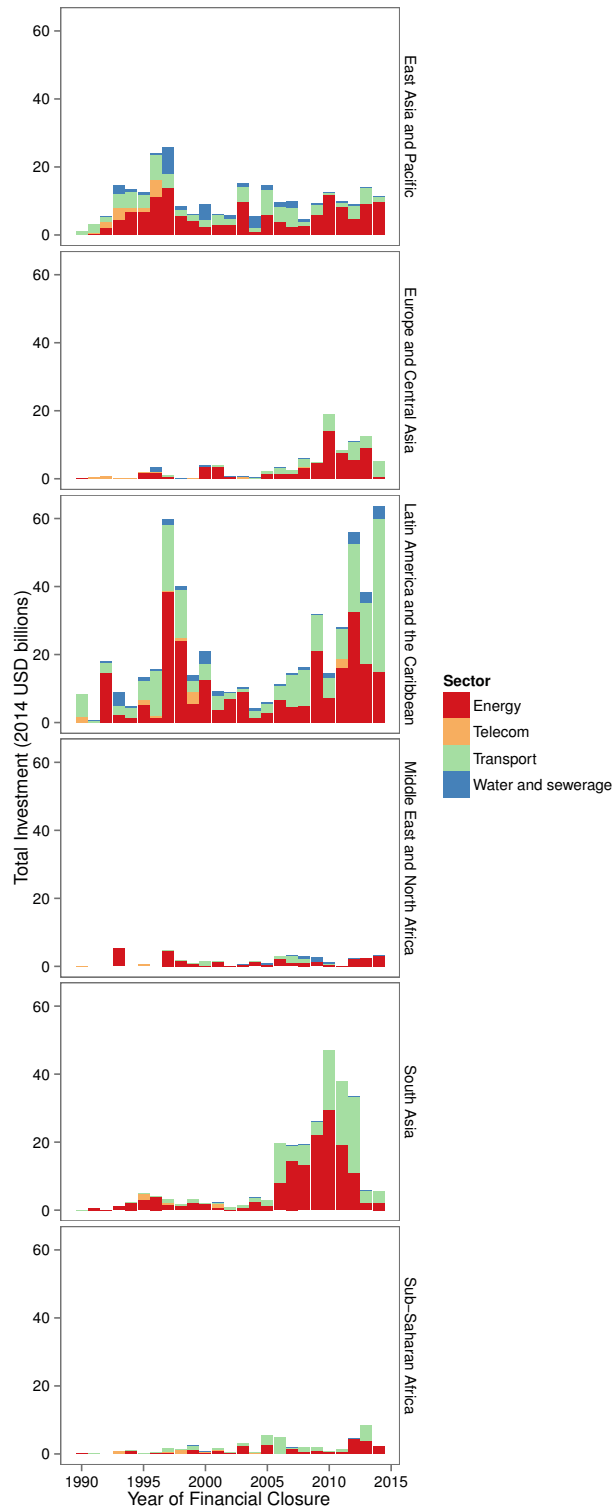 60
40
20
0
East Asia and Pacific
60
40
20
0
Europe and Central Asia
60
40
20
0
Latin America and the Caribbean
60
40
20
0
Middle East and North Africa
60
40
20
0
South Asia
60
40
20
0
Sub-Saharan Africa
Total Investment (2014 USD billions)
1990 1995 2000 2005 2010 2015
Year of Financial Closure
Sector
Energy
Telecom
Transport
Water and sewerage